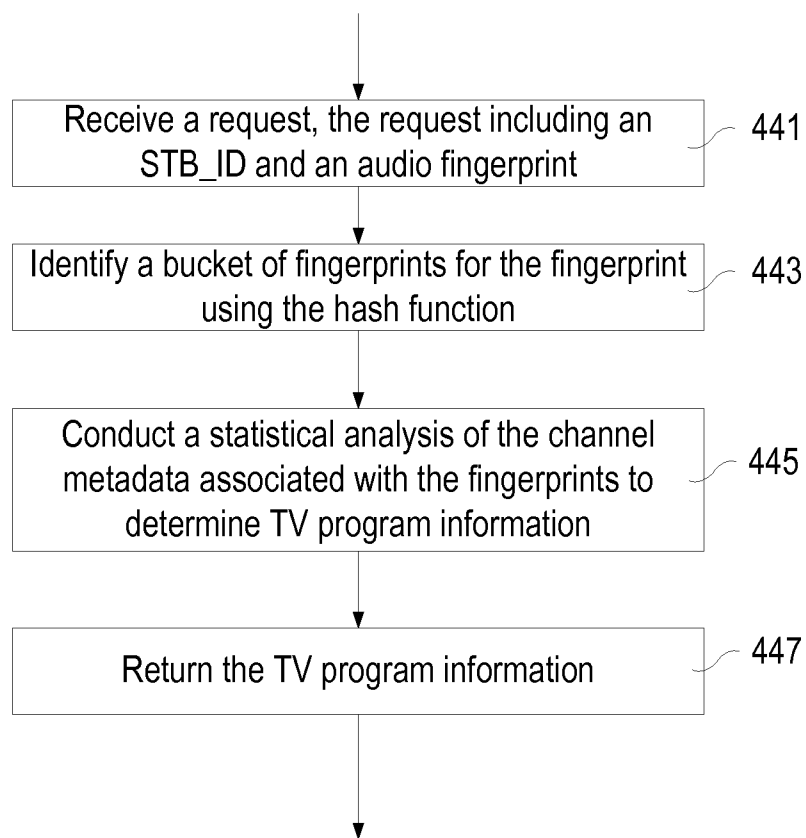 Receive a request, the request including an
STB_ID and an audio fingerprint
441
Identify a bucket of fingerprints for the fingerprint
using the hash function
443
Conduct a statistical analysis of the channel
metadata associated with the fingerprints to
determine TV program information
445
Return the TV program information
447